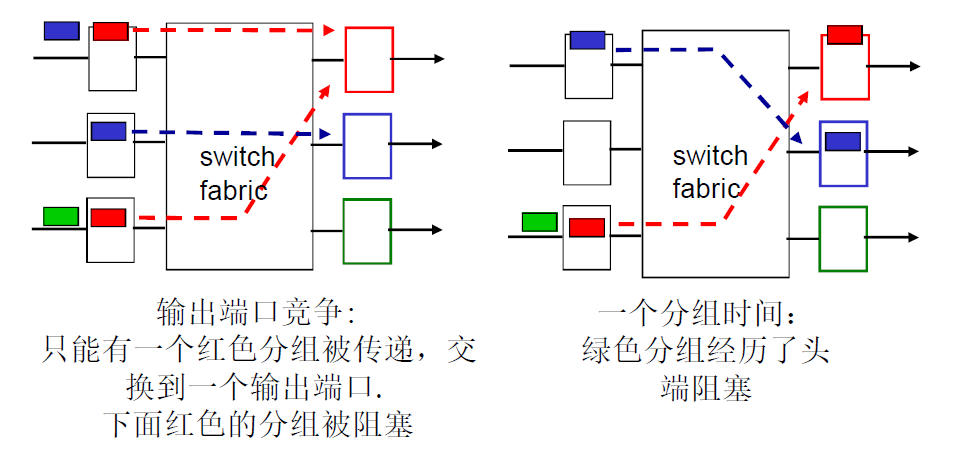 switch
fabric
输出端口竞争:
只能有一个红色分组被传递，交
换到一个输出端口.
下面红色的分组被阻塞
switch
fabric
一个分组时间：
绿色分组经历了头
端阻塞